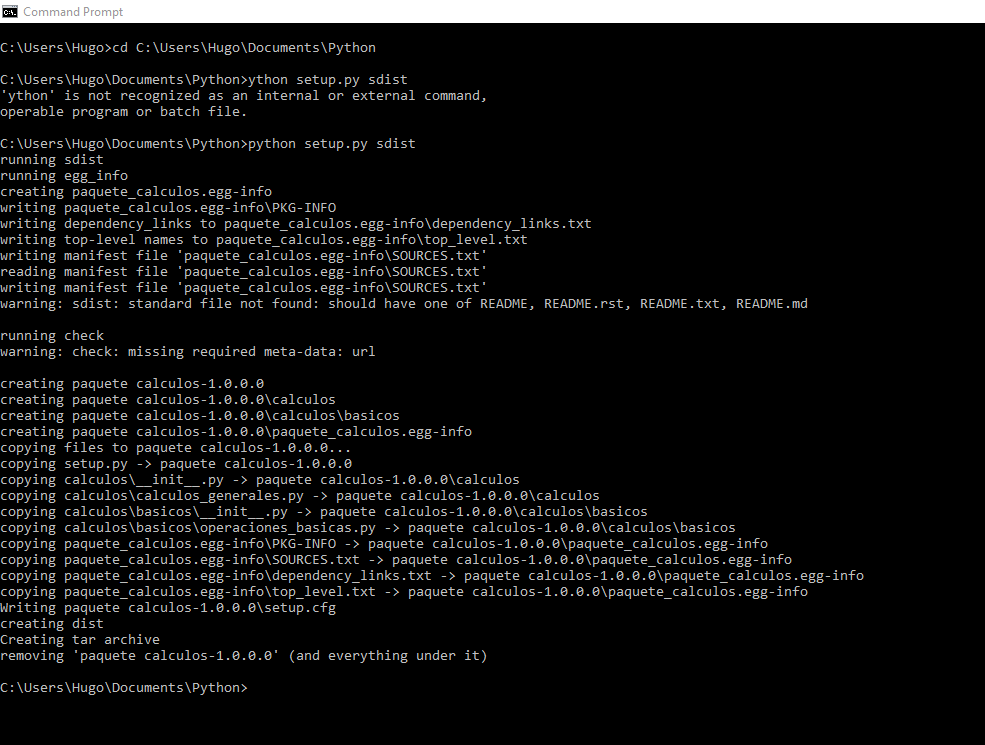 Command Prompt
C:\Users\Hugo>cd C:\Users\Hugo\Documents\Python
C:\Users\Hugo\Documents\Python>ython setup.py sdist
'ython' is not recognized as an internal or external command,
operable program or batch file.
C:\Users\Hugo\Documents\Python>python setup.py sdist
running sdist
running egg_info
creating paquete_calculos.egg-info
writing paquete_calculos.egg-info\PKG-INFO
writing dependency_links to paquete_calculos.egg-info\dependency_links.txt
writing top-level names to paquete_calculos.egg-info\top_level.txt
writing manifest file 'paquete_calculos.egg-info\SOURCES.txt'
reading manifest file 'paquete_calculos.egg-info\SOURCES.txt'
writing manifest file 'paquete_calculos.egg-info\SOURCES.txt'
warning: sdist: standard file not found: should have one of README, README.rst, README.txt, README.md
running check
warning: check: missing required meta-data: url
creating paquete calculos-1.0.0.0
creating paquete calculos-1.0.0.0\calculos
creating paquete calculos-1.0.0.0\calculos\basicos
creating paquete calculos-1.0.0.0\paquete_calculos.egg-info
copying files to paquete calculos-1.0.0.0...
copying setup.py -> paquete calculos-1.0.0.0
copying calculos\__init__.py -> paquete calculos-1.0.0.0\calculos
copying calculos\calculos_generales.py -> paquete calculos-1.0.0.0\calculos
copying calculos\basicos\__init__.py -> paquete calculos-1.0.0.0\calculos\basicos
copying calculos\basicos\operaciones_basicas.py -> paquete calculos-1.0.0.0\calculos\basicos
copying paquete_calculos.egg-info\PKG-INFO -> paquete calculos-1.0.0.0\paquete_calculos.egg-info
copying paquete_calculos.egg-info\SOURCES.txt -> paquete calculos-1.0.0.0\paquete_calculos.egg-info
copying paquete_calculos.egg-info\dependency_links.txt -> paquete calculos-1.0.0.0\paquete_calculos.egg-info
copying paquete_calculos.egg-info\top_level.txt -> paquete calculos-1.0.0.0\paquete_calculos.egg-info
Writing paquete calculos-1.0.0.0\setup.cfg
creating dist
Creating tar archive
removing 'paquete calculos-1.0.0.0' (and everything under it)
C:\Users\Hugo\Documents\Python>